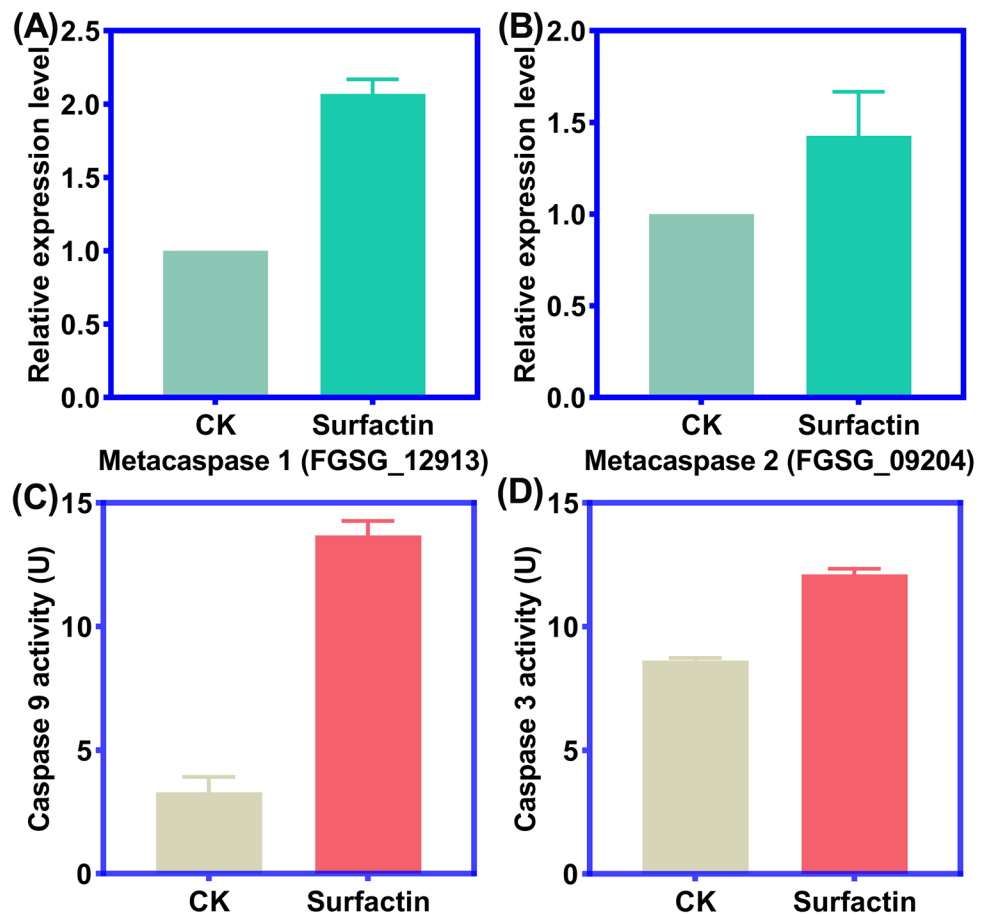 (A)
Relative expression level
2.5
2.0
1.5
1.0
0.5
0.0
CK Surfactin
Metacaspase 1 (FGSG_12913)
(B)
Relative expression level
2.0
1.5
1.0
0.5
0.0
CK Surfactin
Metacaspase 2 (FGSG_09204)
(C)
Caspase 9 activity (U)
15
10
5
0
CK Surfactin
(D)
Caspase 3 activity (U)
15
10
5
0
CK Surfactin